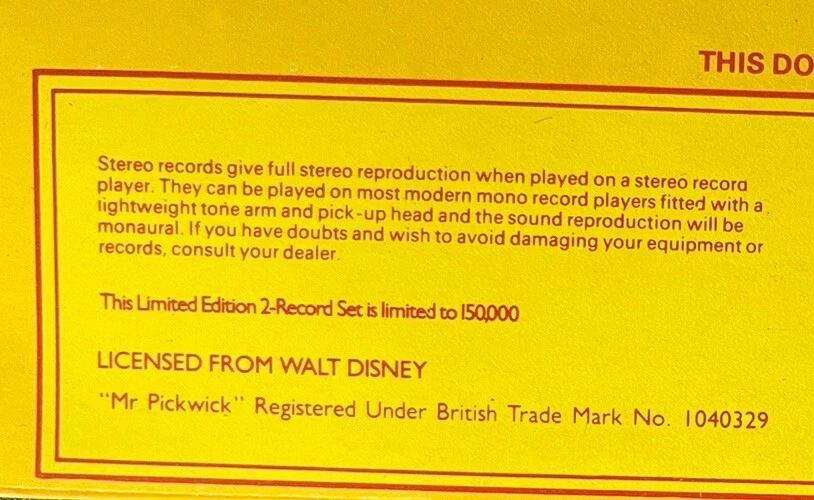 THIS DO
Stereo records give full stereo reproduction when played on a stereo record
player. They can be played on most modern mono record players fitted with a
lightweight tone arm and pick-up head and the sound reproduction will be
monaural. If you have doubts and wish to avoid damaging your equipment or
records, consult your dealer.
This Limited Edition 2-Record Set is limited to 150,000
LICENSED FROM WALT DISNEY
"Mr Pickwick" Registered Under British Trade Mark No. 1040329